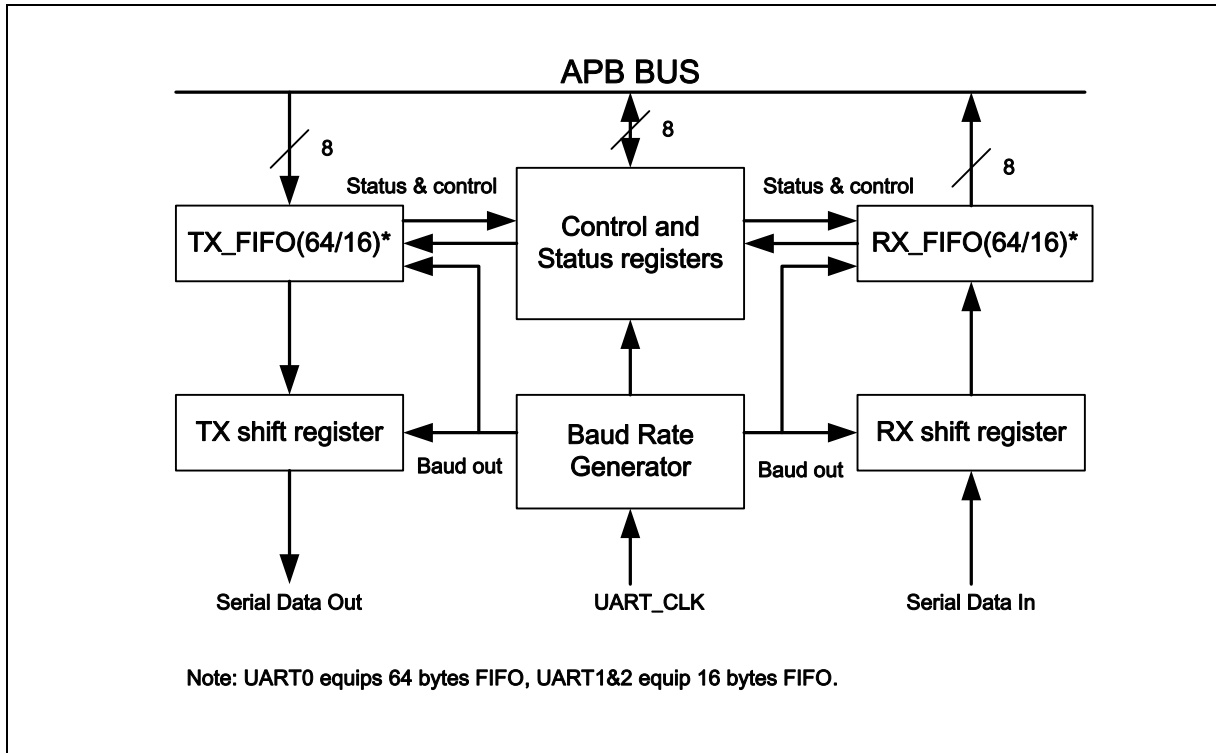 APB BUS
8
8
8
Status & control
Status & control
TX_FIFO(64/16)*
Control and
Status registers
RX_FIFO(64/16)*
TX shift register
Baud Rate
Generator
RX shift register
Baud out
Baud out
Serial Data Out
UART_CLK
Serial Data In
Note: UART0 equips 64 bytes FIFO, UART1&2 equip 16 bytes FIFO.